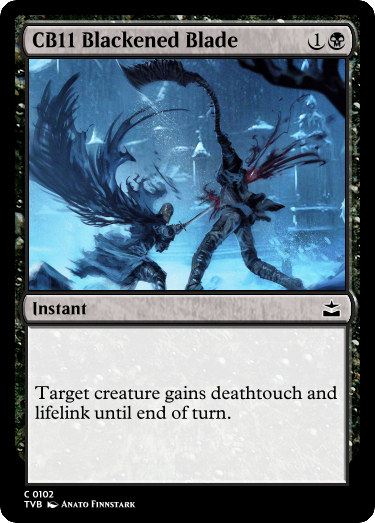 CB11 Blackened Blade 1
Instant
Target creature gains deathtouch and
lifelink until end of turn.
C 0102
TVB Anato Finnstark